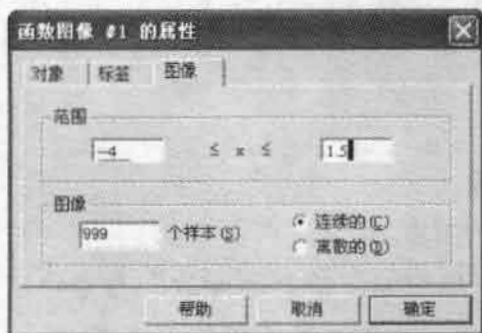 函数图像 #1 的属性
对象 标签 图像
范围
-4 ≤ x ≤ 1.5
图像
999 个样本(S)
连续的(C)
离散的(D)
帮助 取消 确定